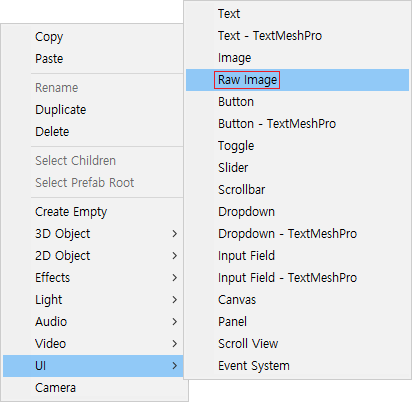 Copy
Paste
Rename
Duplicate
Delete
Select Children
Select Prefab Root
Create Empty
3D Object
2D Object
Effects
Light
Audio
Video
UI
Camera
Text
Text - TextMeshPro
Image
Raw Image
Button
Button - TextMeshPro
Toggle
Slider
Scrollbar
Dropdown
Dropdown - TextMeshPro
Input Field
Input Field - TextMeshPro
Canvas
Panel
Scroll View
Event System